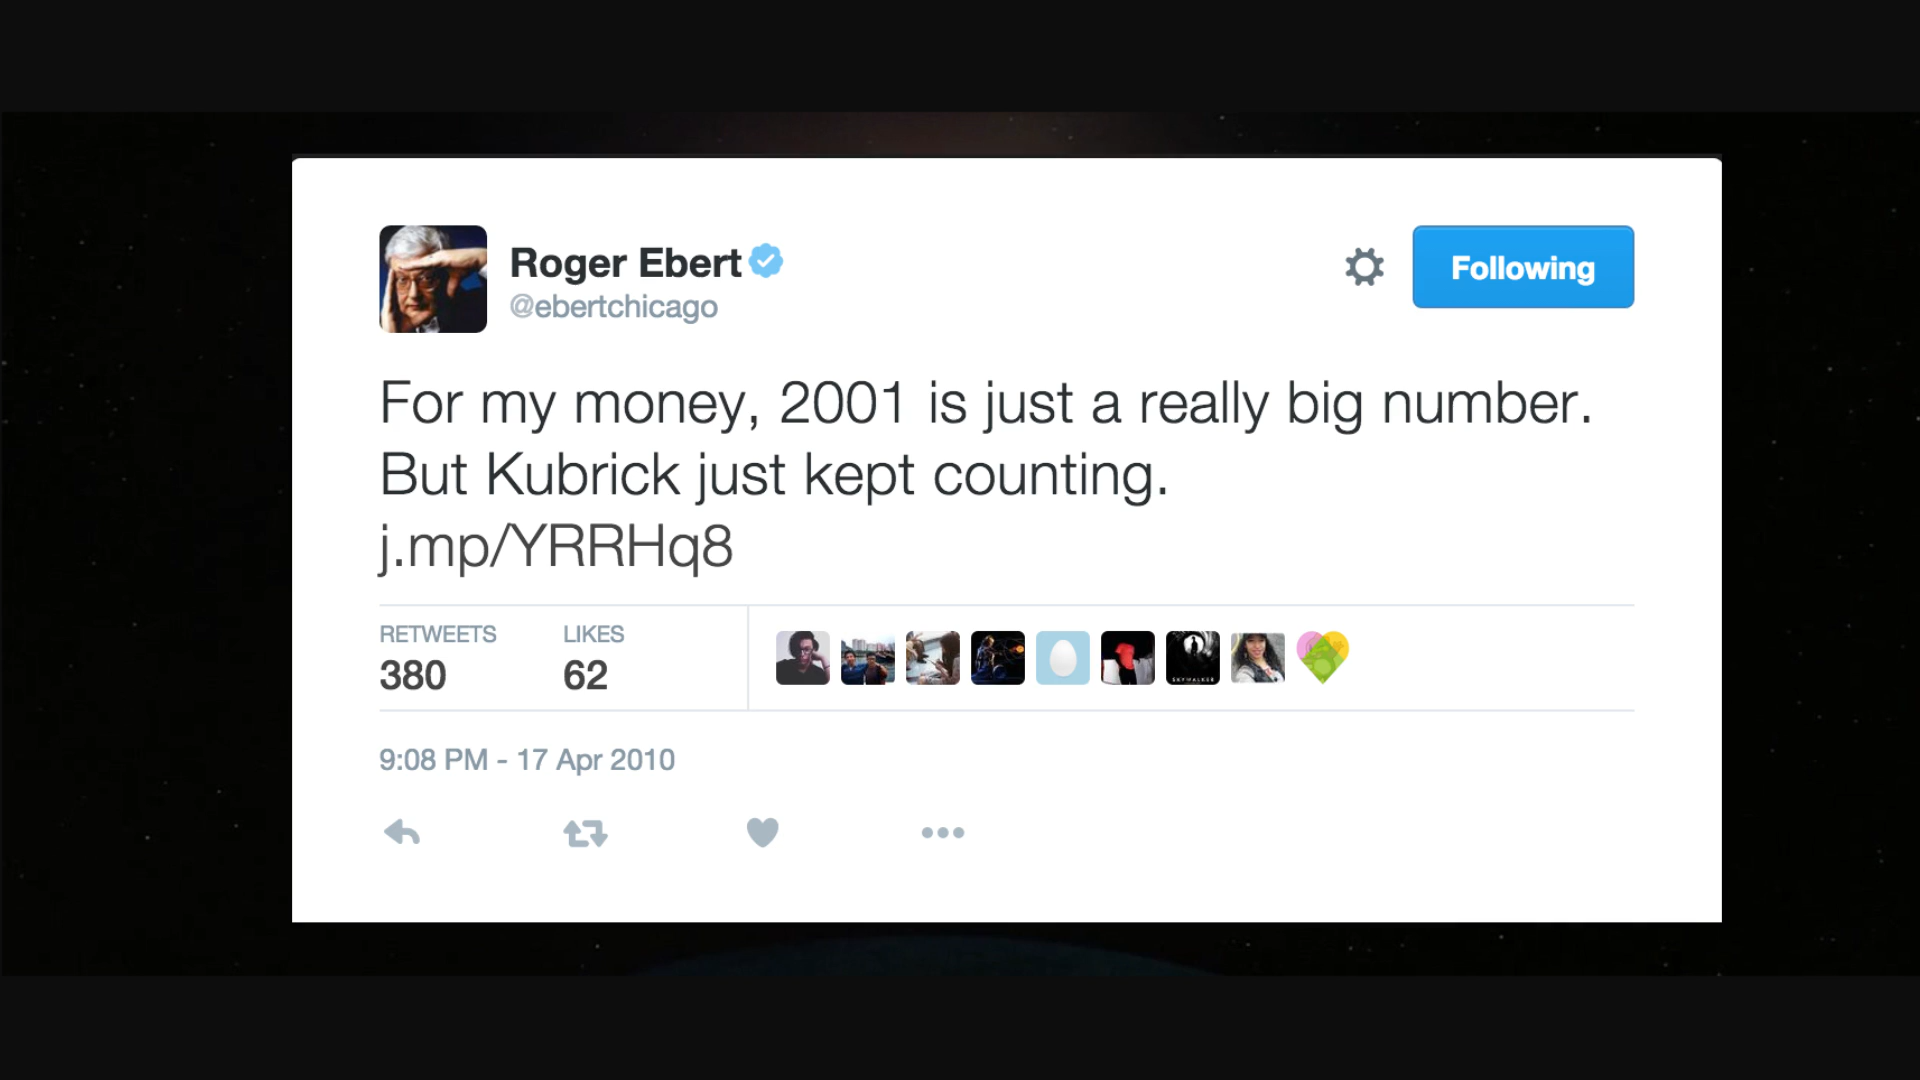 Roger Ebert
@ebertchicago
Following
For my money, 2001 is just a really big number.
But Kubrick just kept counting.
j.mp/YRRHq8
RETWEETS
LIKES
380
62
SKYWALKER
9:08 PM - 17 Apr 2010